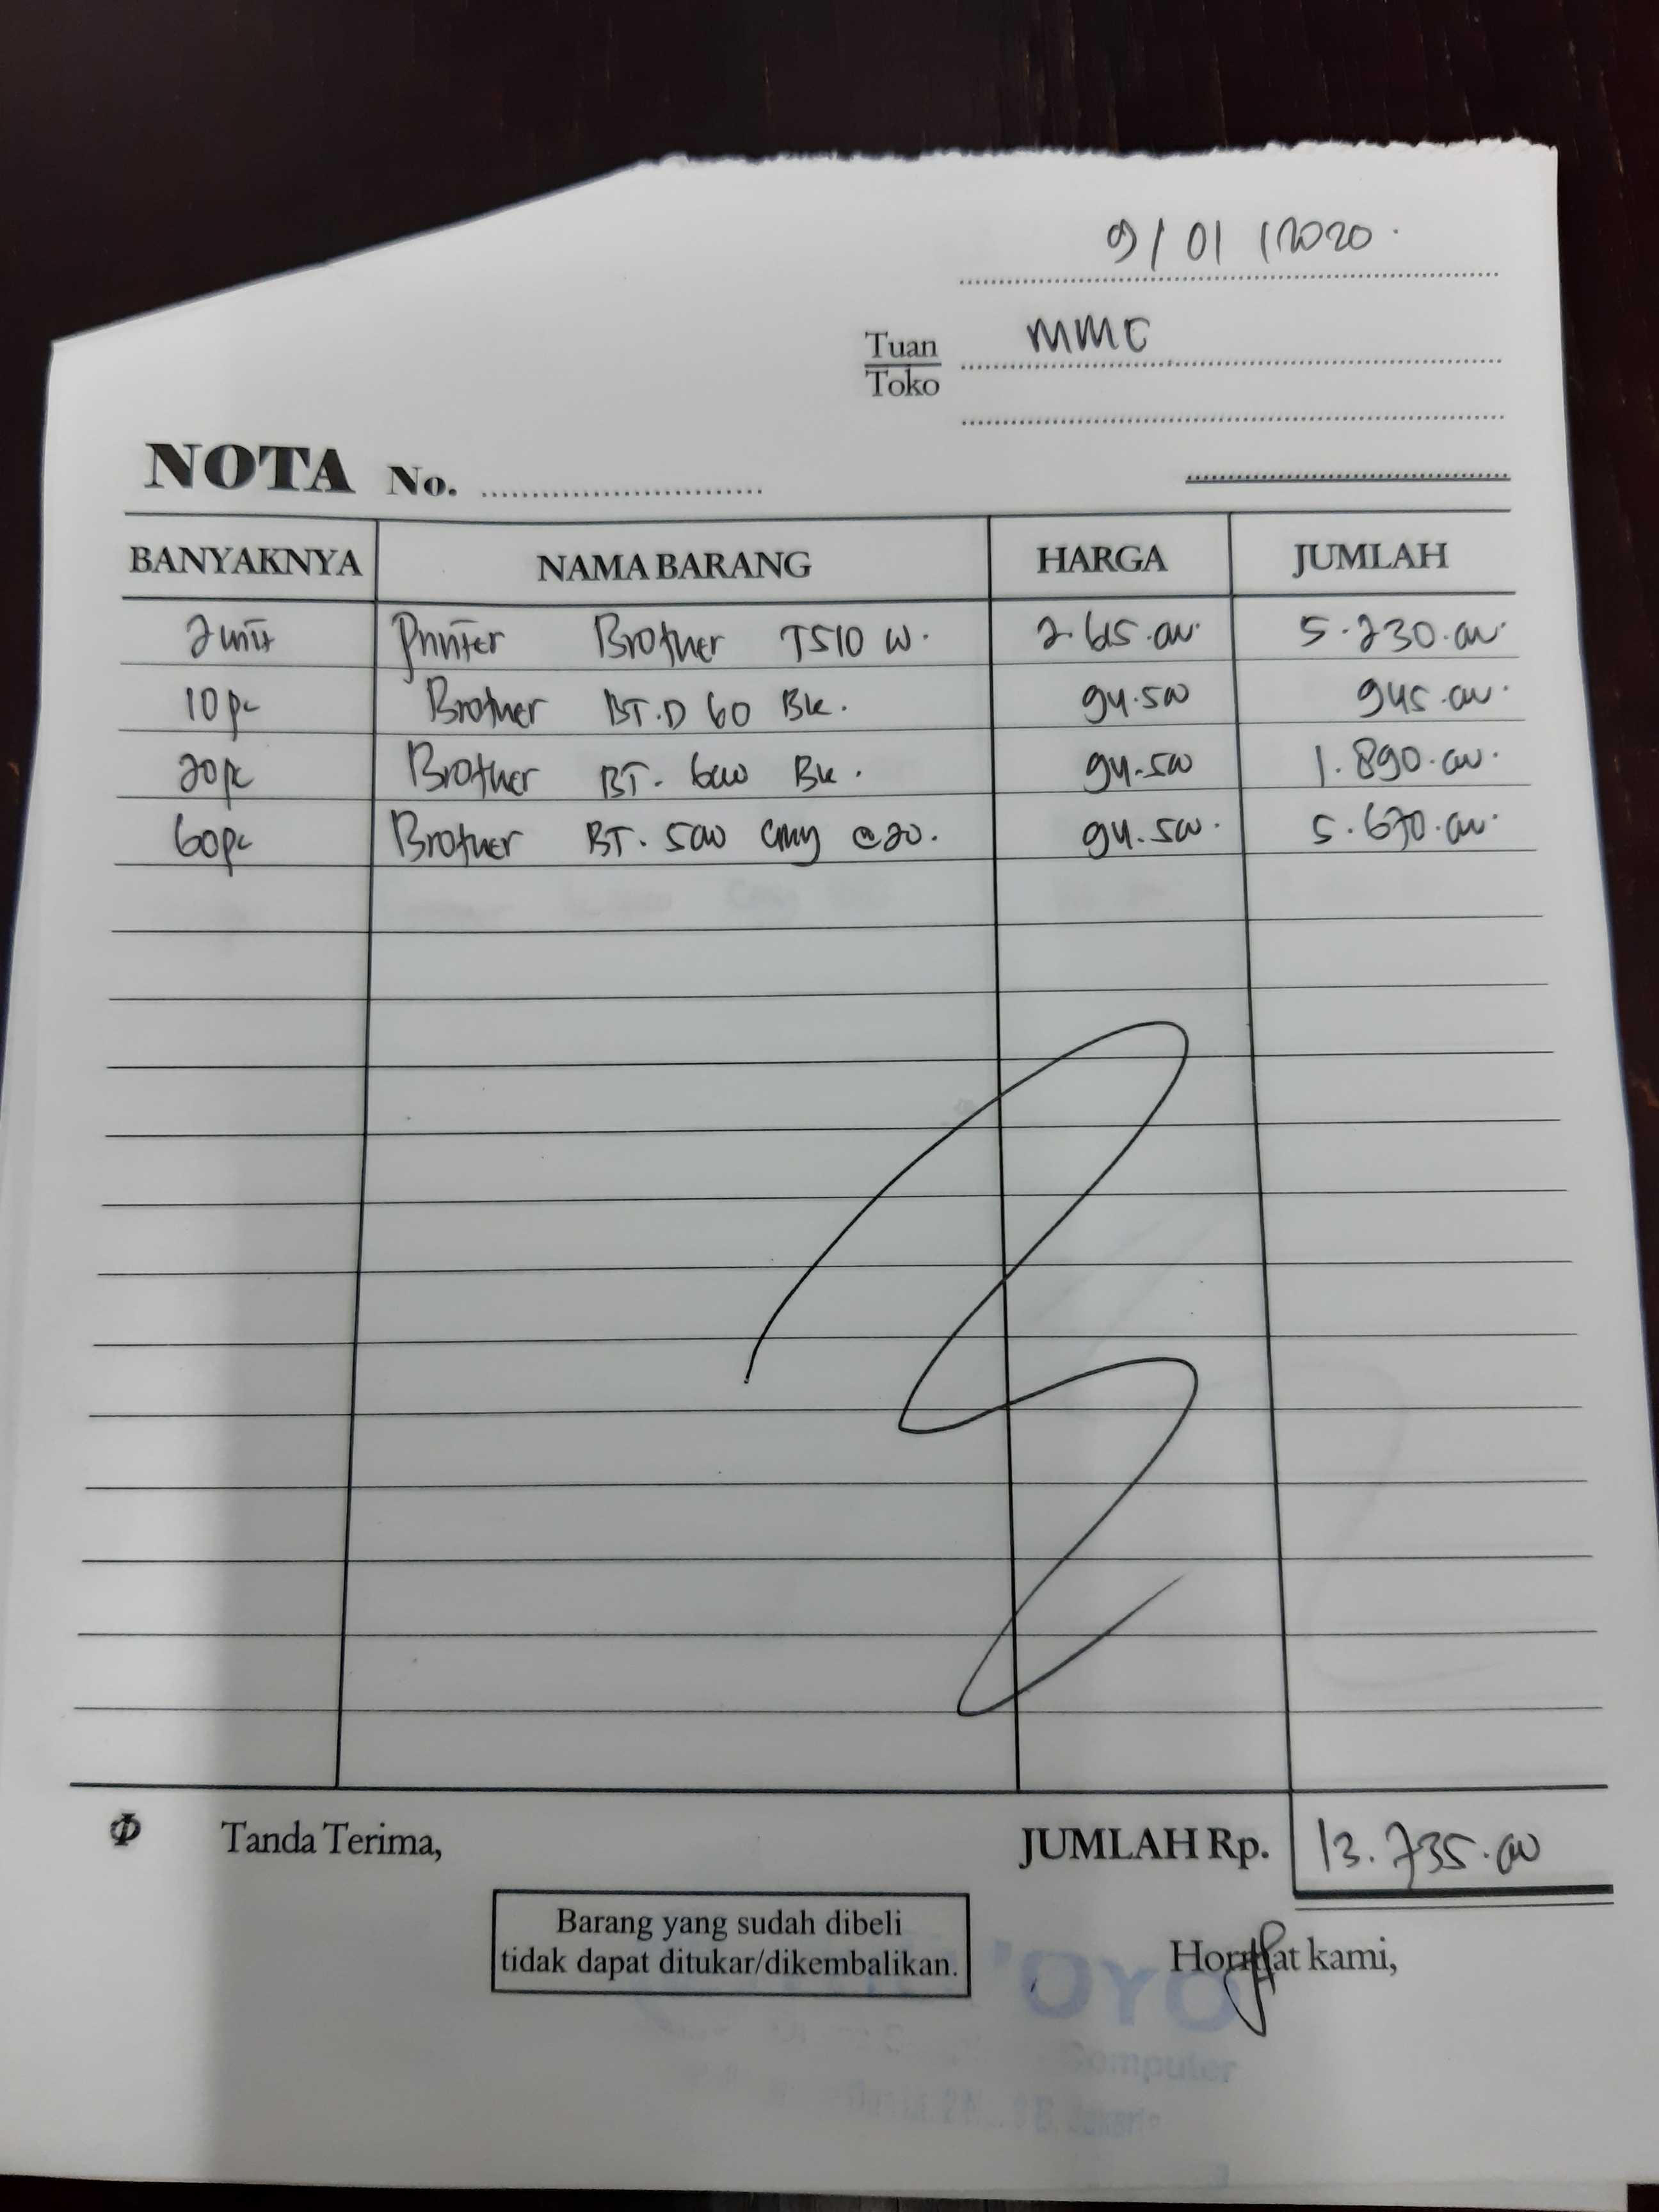 9/01/2020.
Tuan MMC
Toko
NOTA No.
BANYAKNYA NAMA BARANG HARGA JUMLAH
2 unit Printer Brother T510 W. 2.615.000. 5.230.000.
10 pc Brother BT.D 60 Bk. 94.500 945.000.
20 pc Brother BT. 6000 Bk. 94.500 1.890.000.
60 pc Brother BT. 5000 cmy @20. 94.500. 5.670.000.
Φ Tanda Terima, JUMLAH Rp. 13.735.000
Barang yang sudah dibeli
tidak dapat ditukar/dikembalikan.
Hormat kami,
OYO
Computer